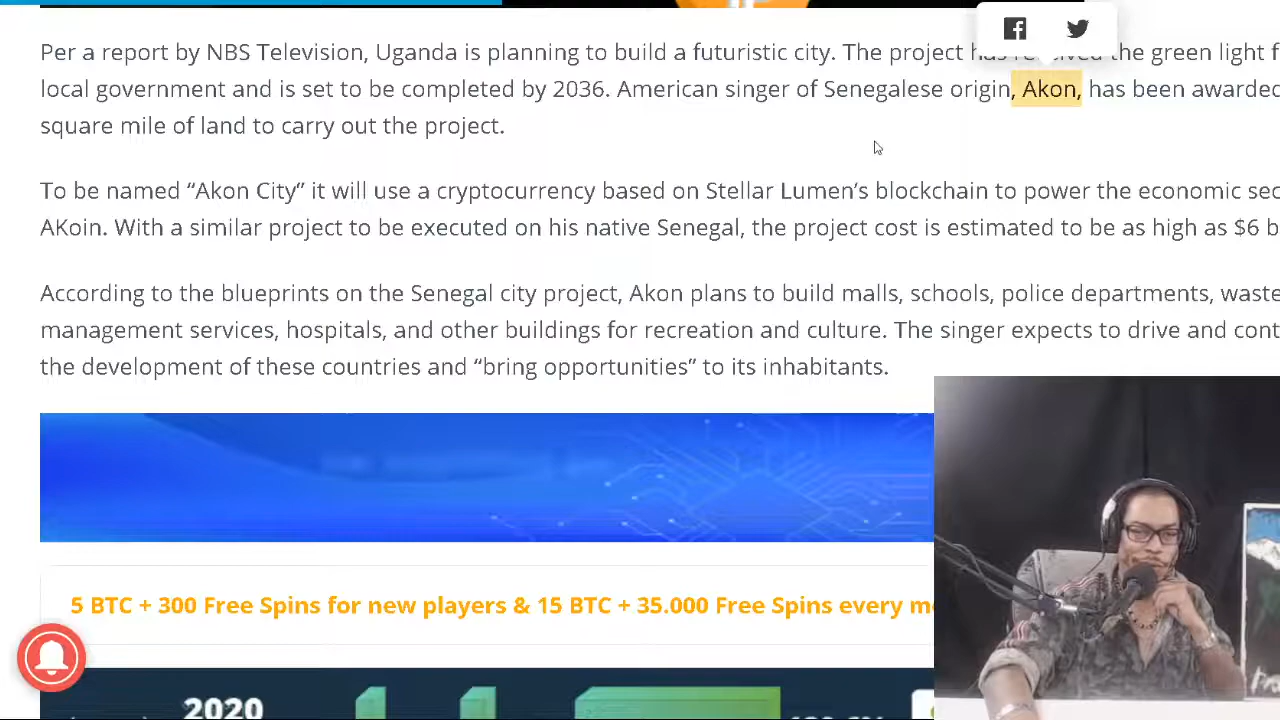 Per a report by NBS Television, Uganda is planning to build a futuristic city. The project has received the green light f
local government and is set to be completed by 2036. American singer of Senegalese origin, Akon, has been awarded
square mile of land to carry out the project.
To be named “Akon City” it will use a cryptocurrency based on Stellar Lumen’s blockchain to power the economic sec
AKoin. With a similar project to be executed on his native Senegal, the project cost is estimated to be as high as $6 b
According to the blueprints on the Senegal city project, Akon plans to build malls, schools, police departments, waste
management services, hospitals, and other buildings for recreation and culture. The singer expects to drive and cont
the development of these countries and “bring opportunities” to its inhabitants.
5 BTC + 300 Free Spins for new players & 15 BTC + 35.000 Free Spins every m
2020